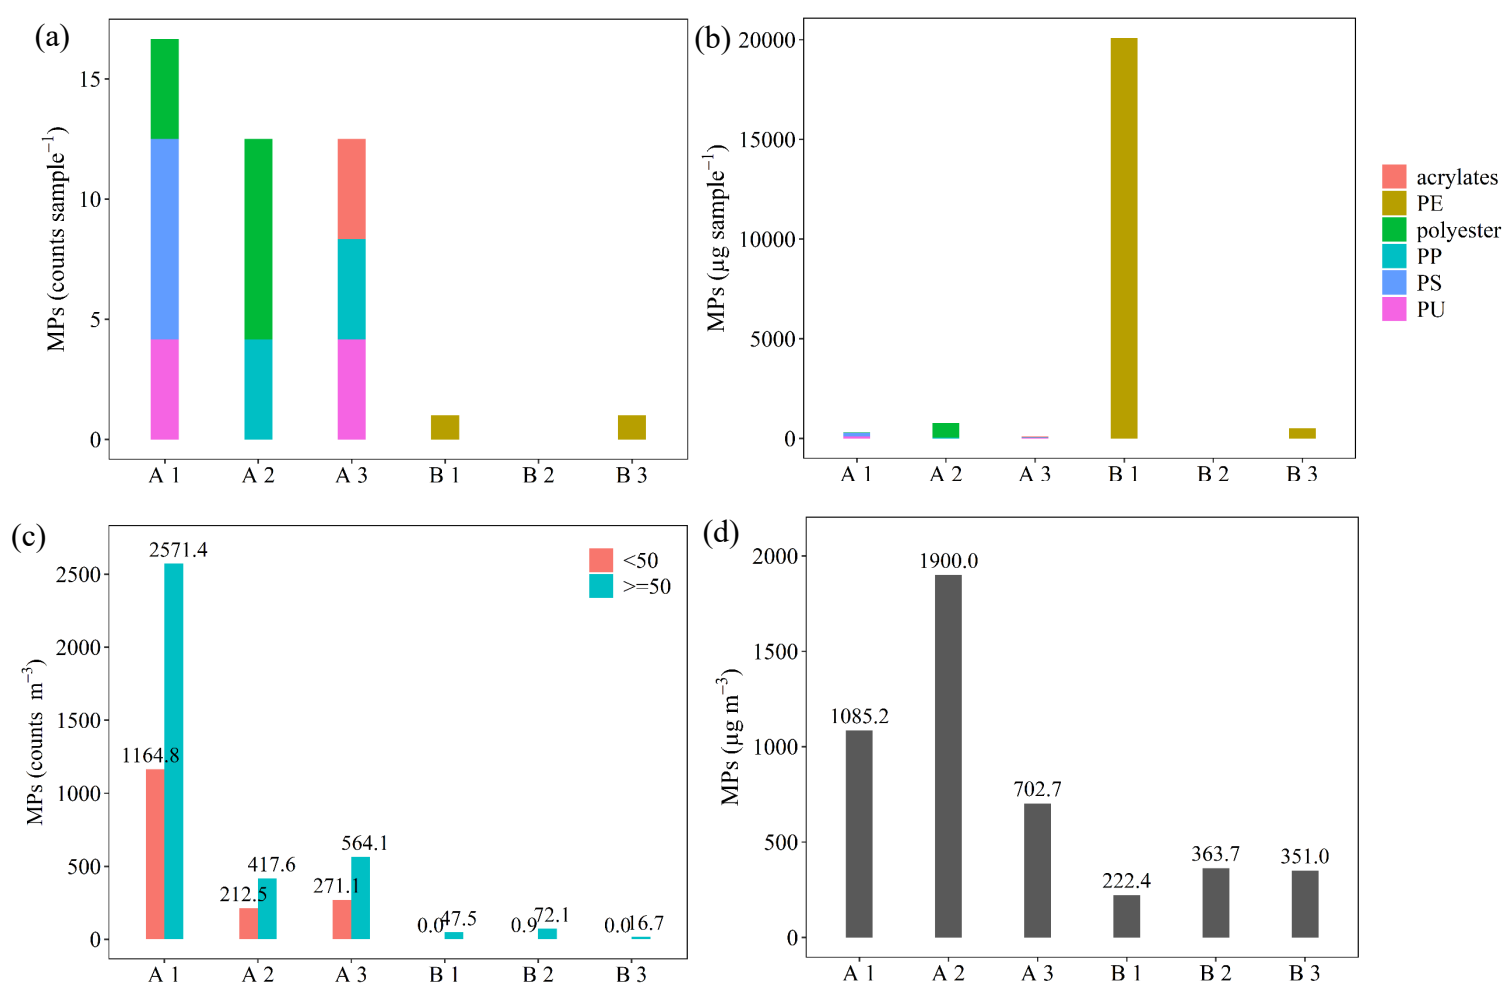 (a)
MPs (counts sample⁻¹)
15
10
5
0
A 1 A 2 A 3 B 1 B 2 B 3
(b)
MPs (µg sample⁻¹)
20000
15000
10000
5000
0
A 1 A 2 A 3 B 1 B 2 B 3
acrylates
PE
polyester
PP
PS
PU
(c)
MPs (counts m⁻³)
2500
2000
1500
1000
500
0
<50
>=50
2571.4
1164.8
417.6
212.5
564.1
271.1
0.0 47.5
0.9 72.1
0.0 16.7
A 1 A 2 A 3 B 1 B 2 B 3
(d)
MPs (µg m⁻³)
2000
1500
1000
500
0
1085.2
1900.0
702.7
222.4
363.7
351.0
A 1 A 2 A 3 B 1 B 2 B 3